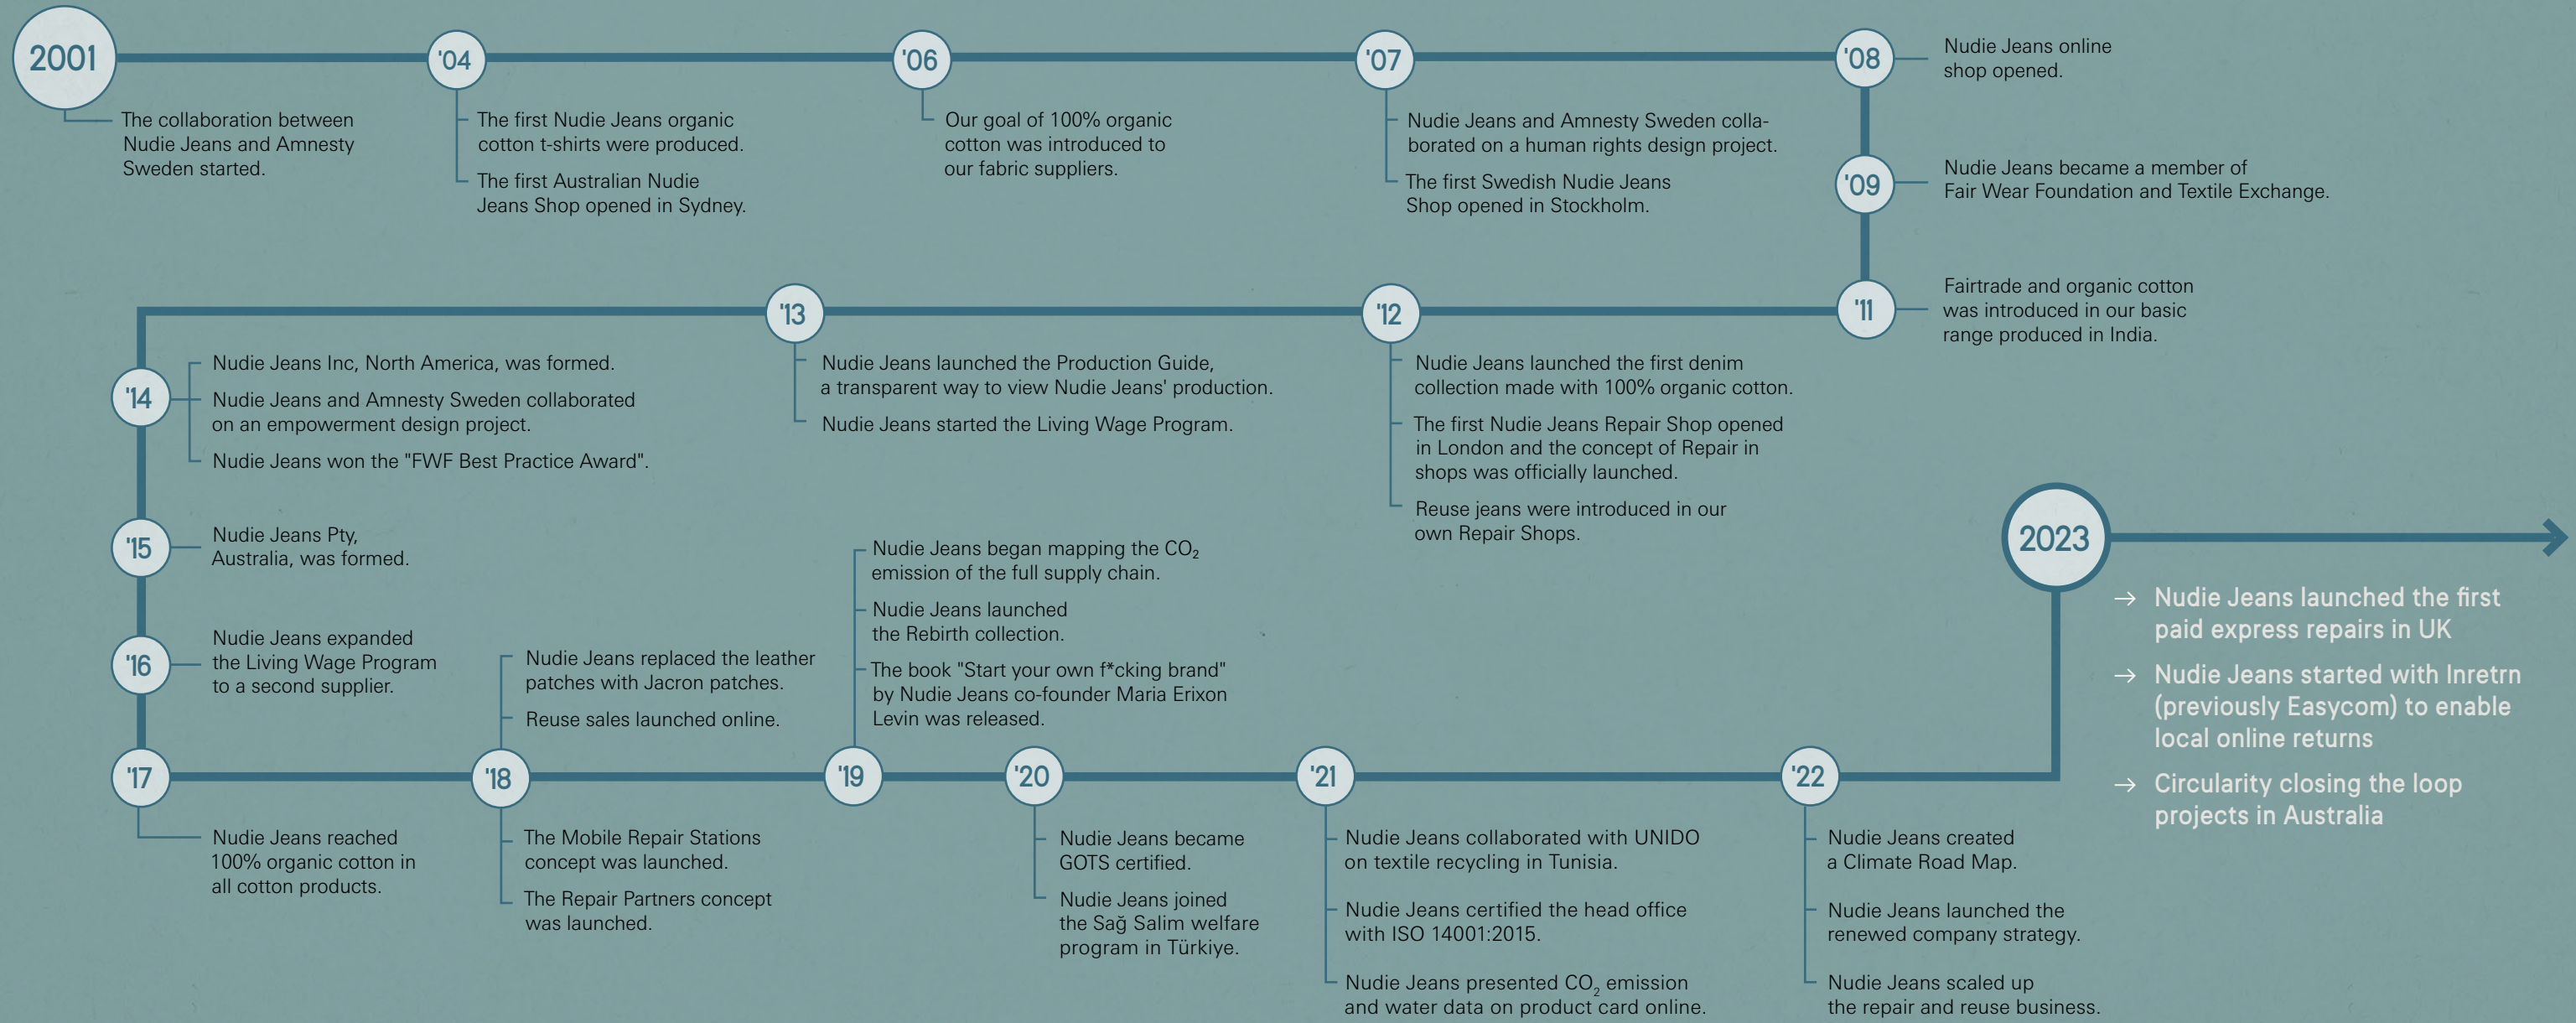 2001
The collaboration between
Nudie Jeans and Amnesty
Sweden started.
'04
The first Nudie Jeans organic
cotton t-shirts were produced.
The first Australian Nudie
Jeans Shop opened in Sydney.
'06
Our goal of 100% organic
cotton was introduced to
our fabric suppliers.
'07
Nudie Jeans and Amnesty Sweden colla-
borated on a human rights design project.
The first Swedish Nudie Jeans
Shop opened in Stockholm.
'08
Nudie Jeans online
shop opened.
'09
Nudie Jeans became a member of
Fair Wear Foundation and Textile Exchange.
'11
Fairtrade and organic cotton
was introduced in our basic
range produced in India.
'12
Nudie Jeans launched the first denim
collection made with 100% organic cotton.
The first Nudie Jeans Repair Shop opened
in London and the concept of Repair in
shops was officially launched.
Reuse jeans were introduced in our
own Repair Shops.
'13
Nudie Jeans launched the Production Guide,
a transparent way to view Nudie Jeans' production.
Nudie Jeans started the Living Wage Program.
'14
Nudie Jeans Inc, North America, was formed.
Nudie Jeans and Amnesty Sweden collaborated
on an empowerment design project.
Nudie Jeans won the "FWF Best Practice Award".
'15
Nudie Jeans Pty,
Australia, was formed.
'16
Nudie Jeans expanded
the Living Wage Program
to a second supplier.
'17
Nudie Jeans reached
100% organic cotton in
all cotton products.
'18
Nudie Jeans replaced the leather
patches with Jacron patches.
Reuse sales launched online.
The Mobile Repair Stations
concept was launched.
The Repair Partners concept
was launched.
'19
Nudie Jeans began mapping the CO₂
emission of the full supply chain.
Nudie Jeans launched
the Rebirth collection.
The book "Start your own f*cking brand"
by Nudie Jeans co-founder Maria Erixon
Levin was released.
'20
Nudie Jeans became
GOTS certified.
Nudie Jeans joined
the Sağ Salim welfare
program in Türkiye.
'21
Nudie Jeans collaborated with UNIDO
on textile recycling in Tunisia.
Nudie Jeans certified the head office
with ISO 14001:2015.
Nudie Jeans presented CO₂ emission
and water data on product card online.
'22
Nudie Jeans created
a Climate Road Map.
Nudie Jeans launched the
renewed company strategy.
Nudie Jeans scaled up
the repair and reuse business.
2023
→ Nudie Jeans launched the first
paid express repairs in UK
→ Nudie Jeans started with Inretrn
(previously Easycom) to enable
local online returns
→ Circularity closing the loop
projects in Australia